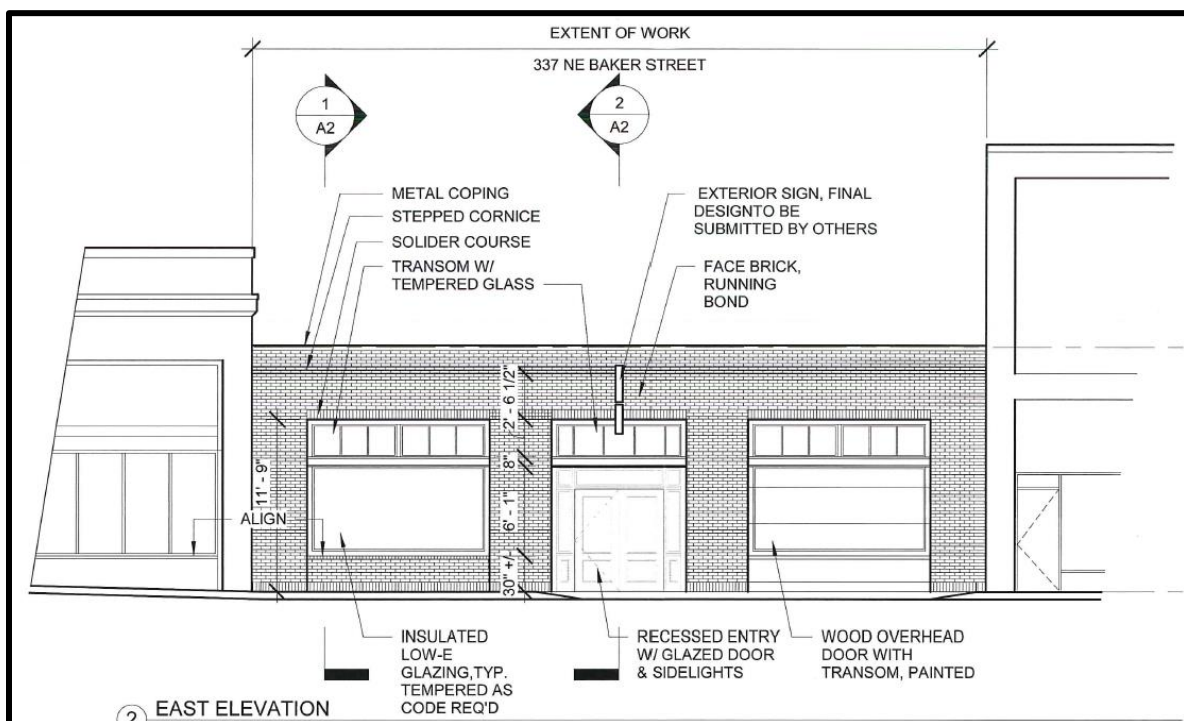 EXTENT OF WORK
337 NE BAKER STREET
1
A2
2
A2
METAL COPING
STEPPED CORNICE
SOLIDER COURSE
TRANSOM W/
TEMPERED GLASS
EXTERIOR SIGN, FINAL
DESIGNTO BE
SUBMITTED BY OTHERS
FACE BRICK,
RUNNING
BOND
11' - 9"
2' - 6 1/2"
8"
6' - 1"
30" +/-
ALIGN
INSULATED
LOW-E
GLAZING,TYP.
TEMPERED AS
CODE REQ'D
RECESSED ENTRY
W/ GLAZED DOOR
& SIDELIGHTS
WOOD OVERHEAD
DOOR WITH
TRANSOM, PAINTED
2
EAST ELEVATION